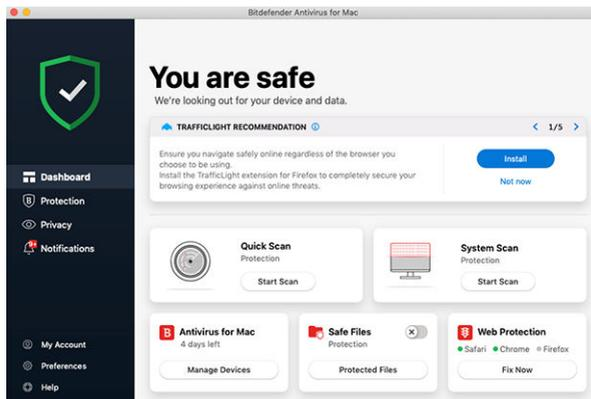 Bitdefender Antivirus for Mac
You are safe
We're looking out for your device and data.
TRAFFICLIGHT RECOMMENDATION
1/5
Ensure you navigate safely online regardless of the browser you
choose to be using.
Install the TrafficLight extension for Firefox to completely secure your
browsing experience against online threats.
Install
Not now
Dashboard
Protection
Privacy
9+
Notifications
My Account
Preferences
Help
Quick Scan
Protection
Start Scan
System Scan
Protection
Start Scan
B Antivirus for Mac
4 days left
Manage Devices
Safe Files
Protection
Protected Files
Web Protection
Safari Chrome Firefox
Fix Now